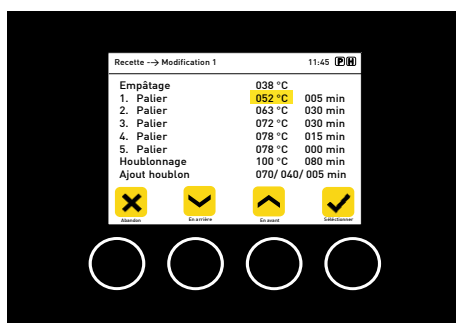 Recette --> Modification 1 11:45 P H
Empâtage 038 °C
1. Palier 052 °C 005 min
2. Palier 063 °C 030 min
3. Palier 072 °C 030 min
4. Palier 078 °C 015 min
5. Palier 078 °C 000 min
Houblonnage 100 °C 080 min
Ajout houblon 070/ 040/ 005 min
Abandon En arrière En avant Séléctionner